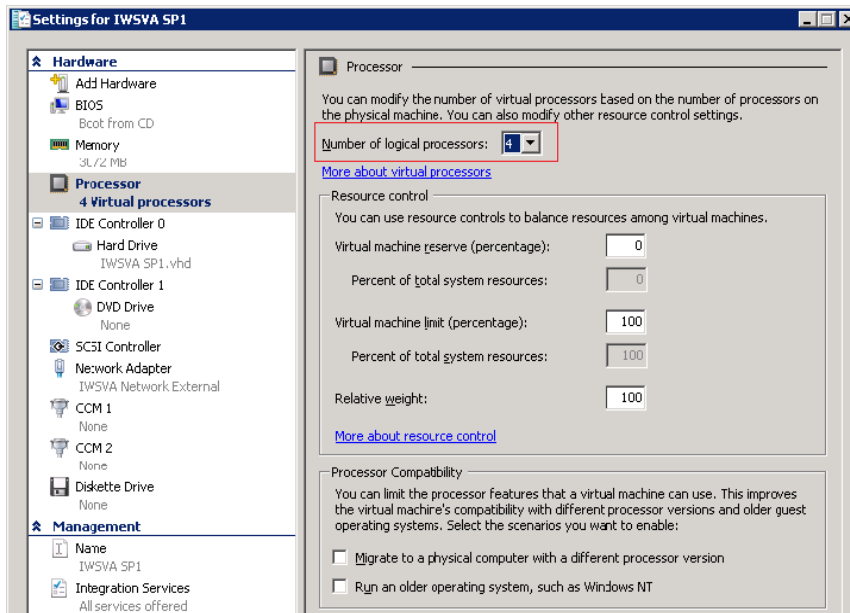 Settings for IWSVA SP1
Hardware
Add Hardware
BIOS
Boot from CD
Memory
3072 MB
Processor
4 Virtual processors
IDE Controller 0
Hard Drive
IWSVA SP1.vhd
IDE Controller 1
DVD Drive
None
SCSI Controller
Network Adapter
IWSVA Network External
CCM 1
None
CCM 2
None
Diskette Drive
None
Management
Name
IWSVA SP1
Integration Services
All services offered
Processor
You can modify the number of virtual processors based on the number of processors on
the physical machine. You can also modify other resource control settings.
Number of logical processors: 4
More about virtual processors
Resource control
You can use resource controls to balance resources among virtual machines.
Virtual machine reserve (percentage): 0
Percent of total system resources: 0
Virtual machine limit (percentage): 100
Percent of total system resources: 100
Relative weight: 100
More about resource control
Processor Compatibility
You can limit the processor features that a virtual machine can use. This improves
the virtual machine's compatibility with different processor versions and older guest
operating systems. Select the scenarios you want to enable:
Migrate to a physical computer with a different processor version
Run an older operating system, such as Windows NT